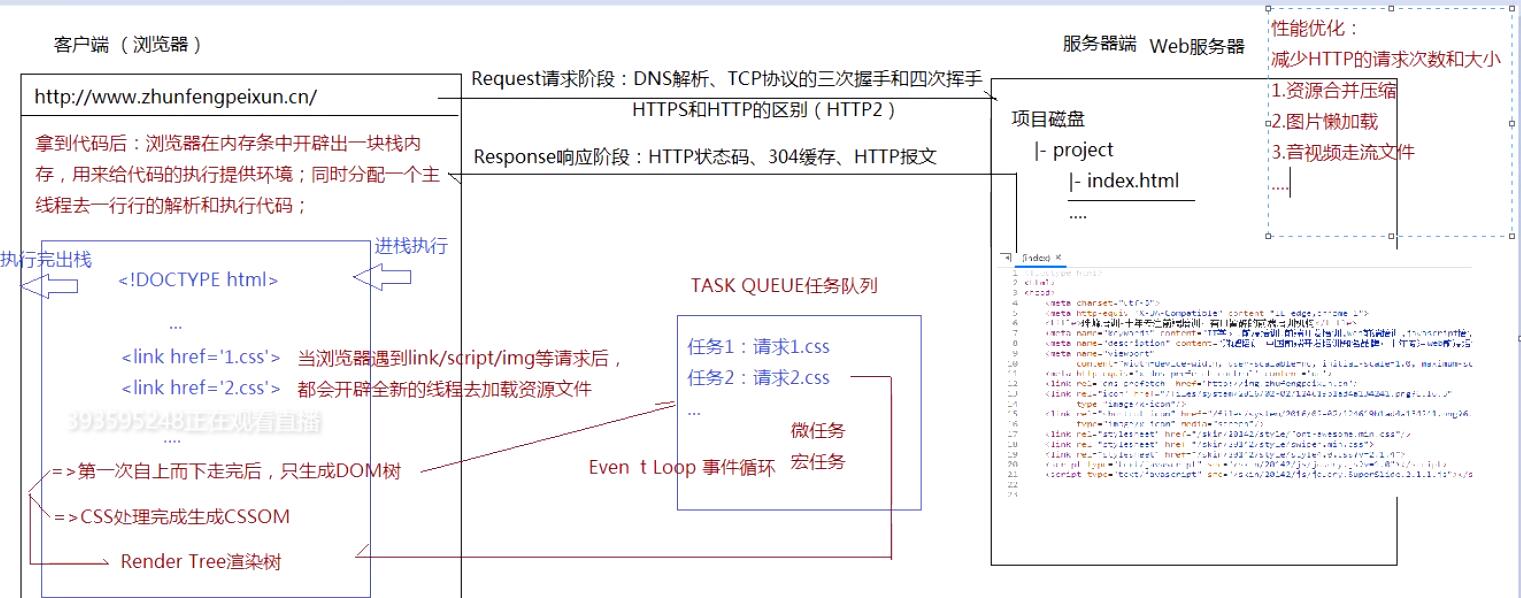 客户端 （ 浏览器 ）
http://www.zhunfengpeixun.cn/
拿到代码后：浏览器在内存条中开辟出一块栈内
存，用来给代码的执行提供环境；同时分配一个主
线程去一行行的解析和执行代码；
执行完出栈
进栈执行
<!DOCTYPE html>
...
<link href='1.css'>
<link href='2.css'>
当浏览器遇到link/script/img等请求后，
都会开辟全新的线程去加载资源文件
393595248正在观看直播
....
=>第一次自上而下走完后，只生成DOM树
=>CSS处理完成生成CSSOM
Render Tree渲染树
Request请求阶段：DNS解析、TCP协议的三次握手和四次挥手
HTTPS和HTTP的区别（HTTP2）
Response响应阶段：HTTP状态码、304缓存、HTTP报文
TASK QUEUE任务队列
任务1：请求1.css
任务2：请求2.css
...
微任务
宏任务
Even t Loop 事件循环
服务器端 Web服务器
项目磁盘
|- project
|- index.html
....
性能优化：
减少HTTP的请求次数和大小
1.资源合并压缩
2.图片懒加载
3.音视频走流文件
....
(index) ×
<html>
<head>
<meta charset="utf-8">